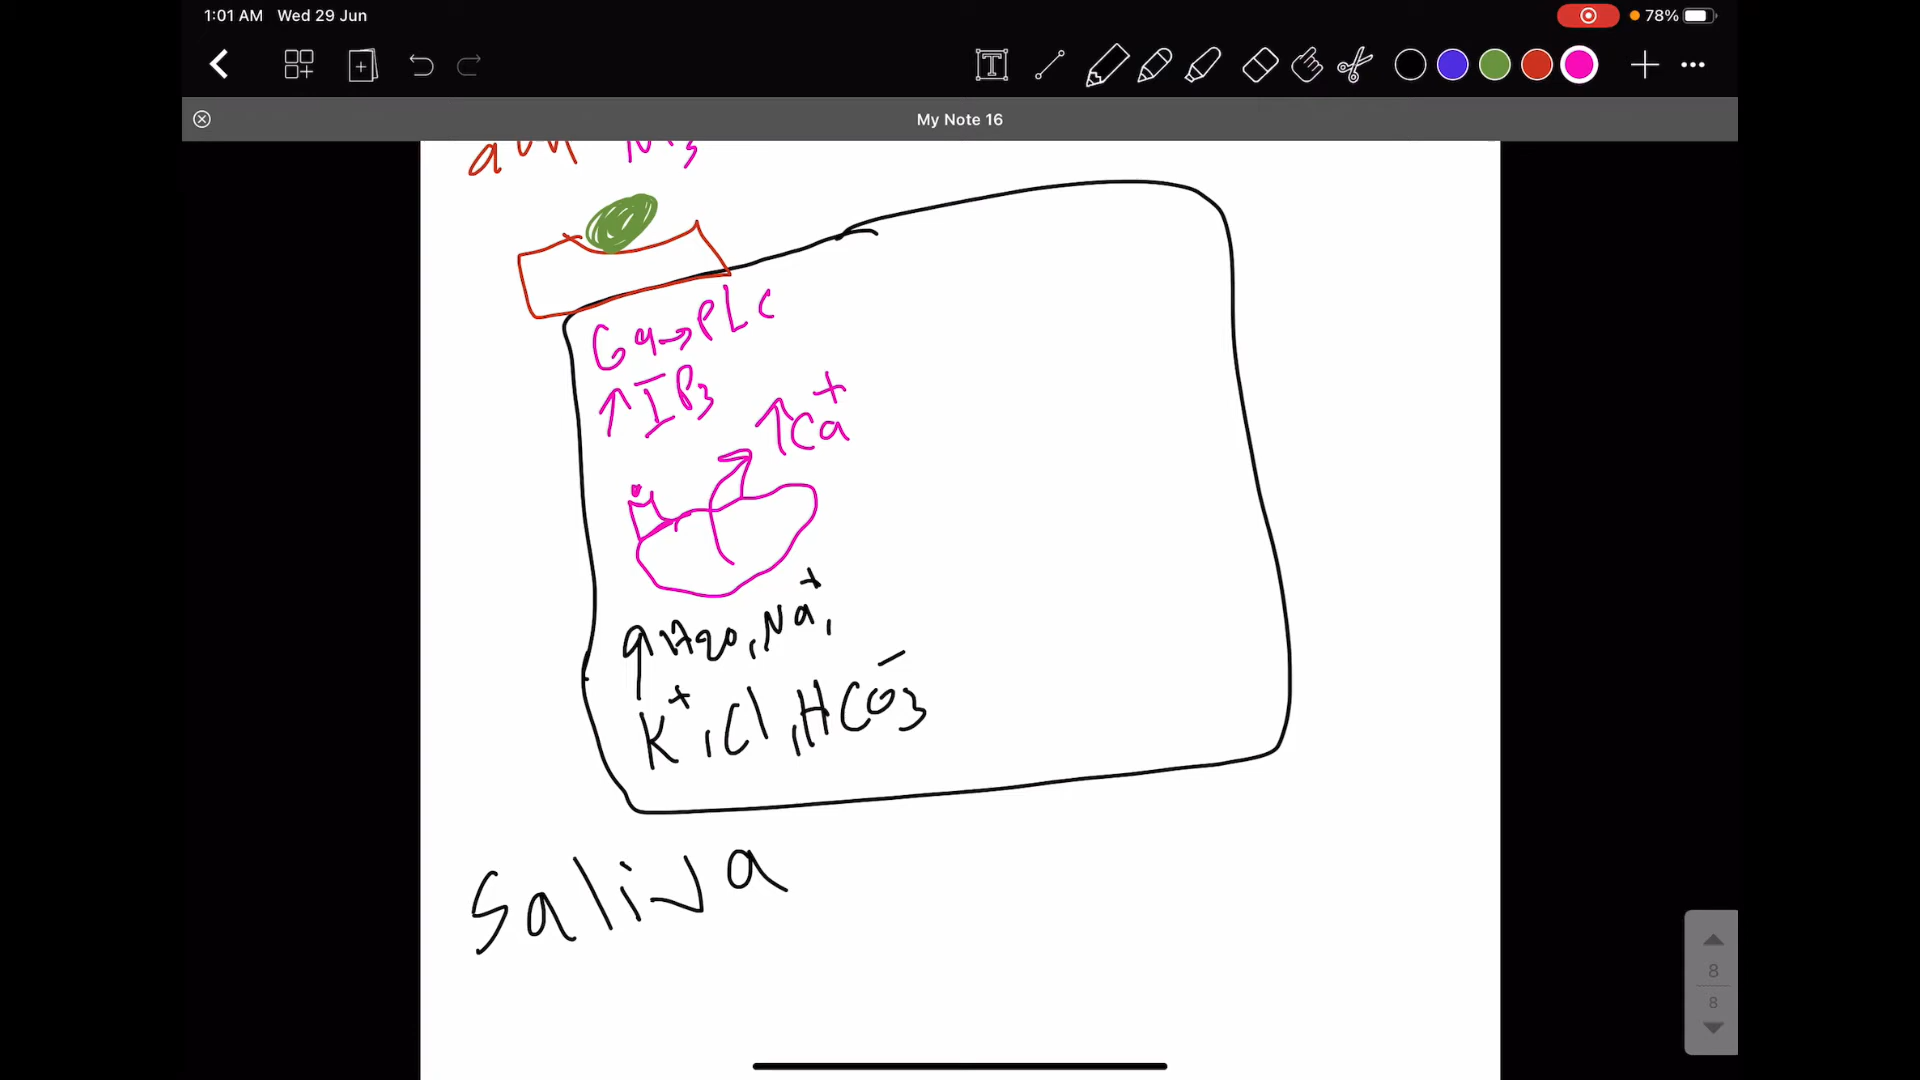 1:01 AM Wed 29 Jun
78%
My Note 16
M3
Gq→PLC
↑IP3
↑Ca+
↑H2O, Na+,
K+, Cl, HCO3-
Saliva
8
8